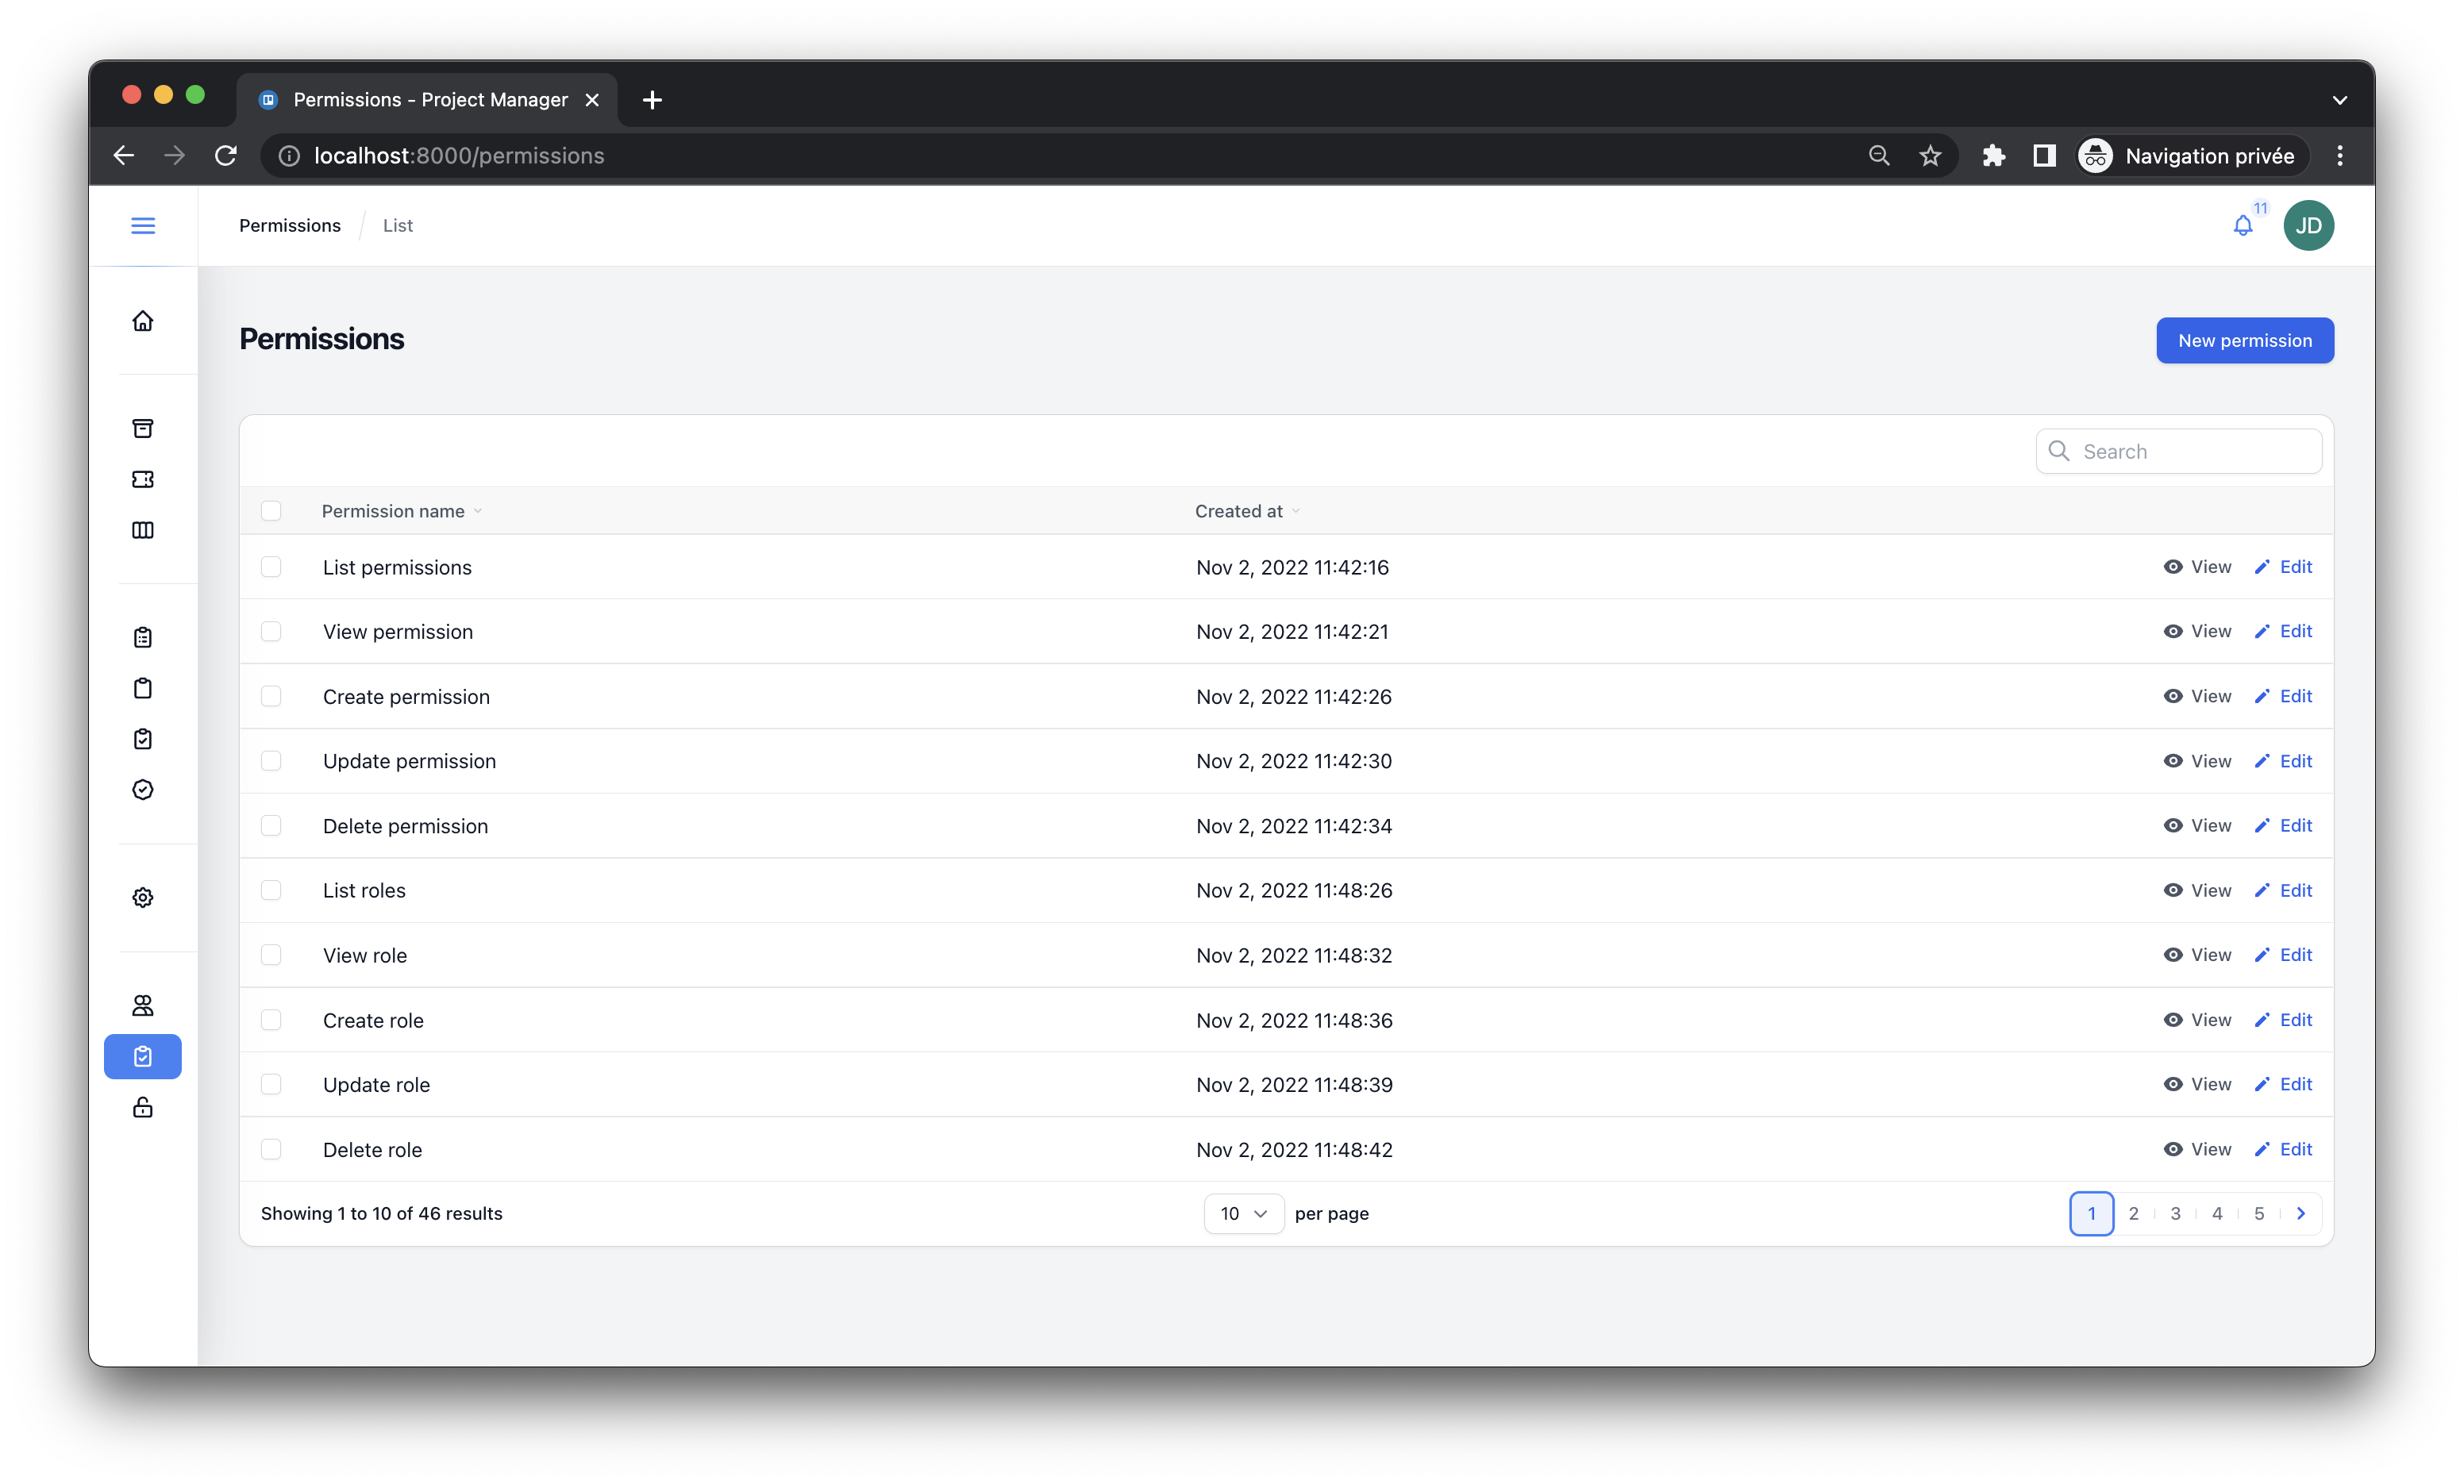 Permissions - Project Manager
localhost:8000/permissions
Navigation privée
Permissions / List
11
JD
Permissions
New permission
Search
Permission name Created at
List permissions Nov 2, 2022 11:42:16 View Edit
View permission Nov 2, 2022 11:42:21 View Edit
Create permission Nov 2, 2022 11:42:26 View Edit
Update permission Nov 2, 2022 11:42:30 View Edit
Delete permission Nov 2, 2022 11:42:34 View Edit
List roles Nov 2, 2022 11:48:26 View Edit
View role Nov 2, 2022 11:48:32 View Edit
Create role Nov 2, 2022 11:48:36 View Edit
Update role Nov 2, 2022 11:48:39 View Edit
Delete role Nov 2, 2022 11:48:42 View Edit
Showing 1 to 10 of 46 results 10 per page 1 2 3 4 5